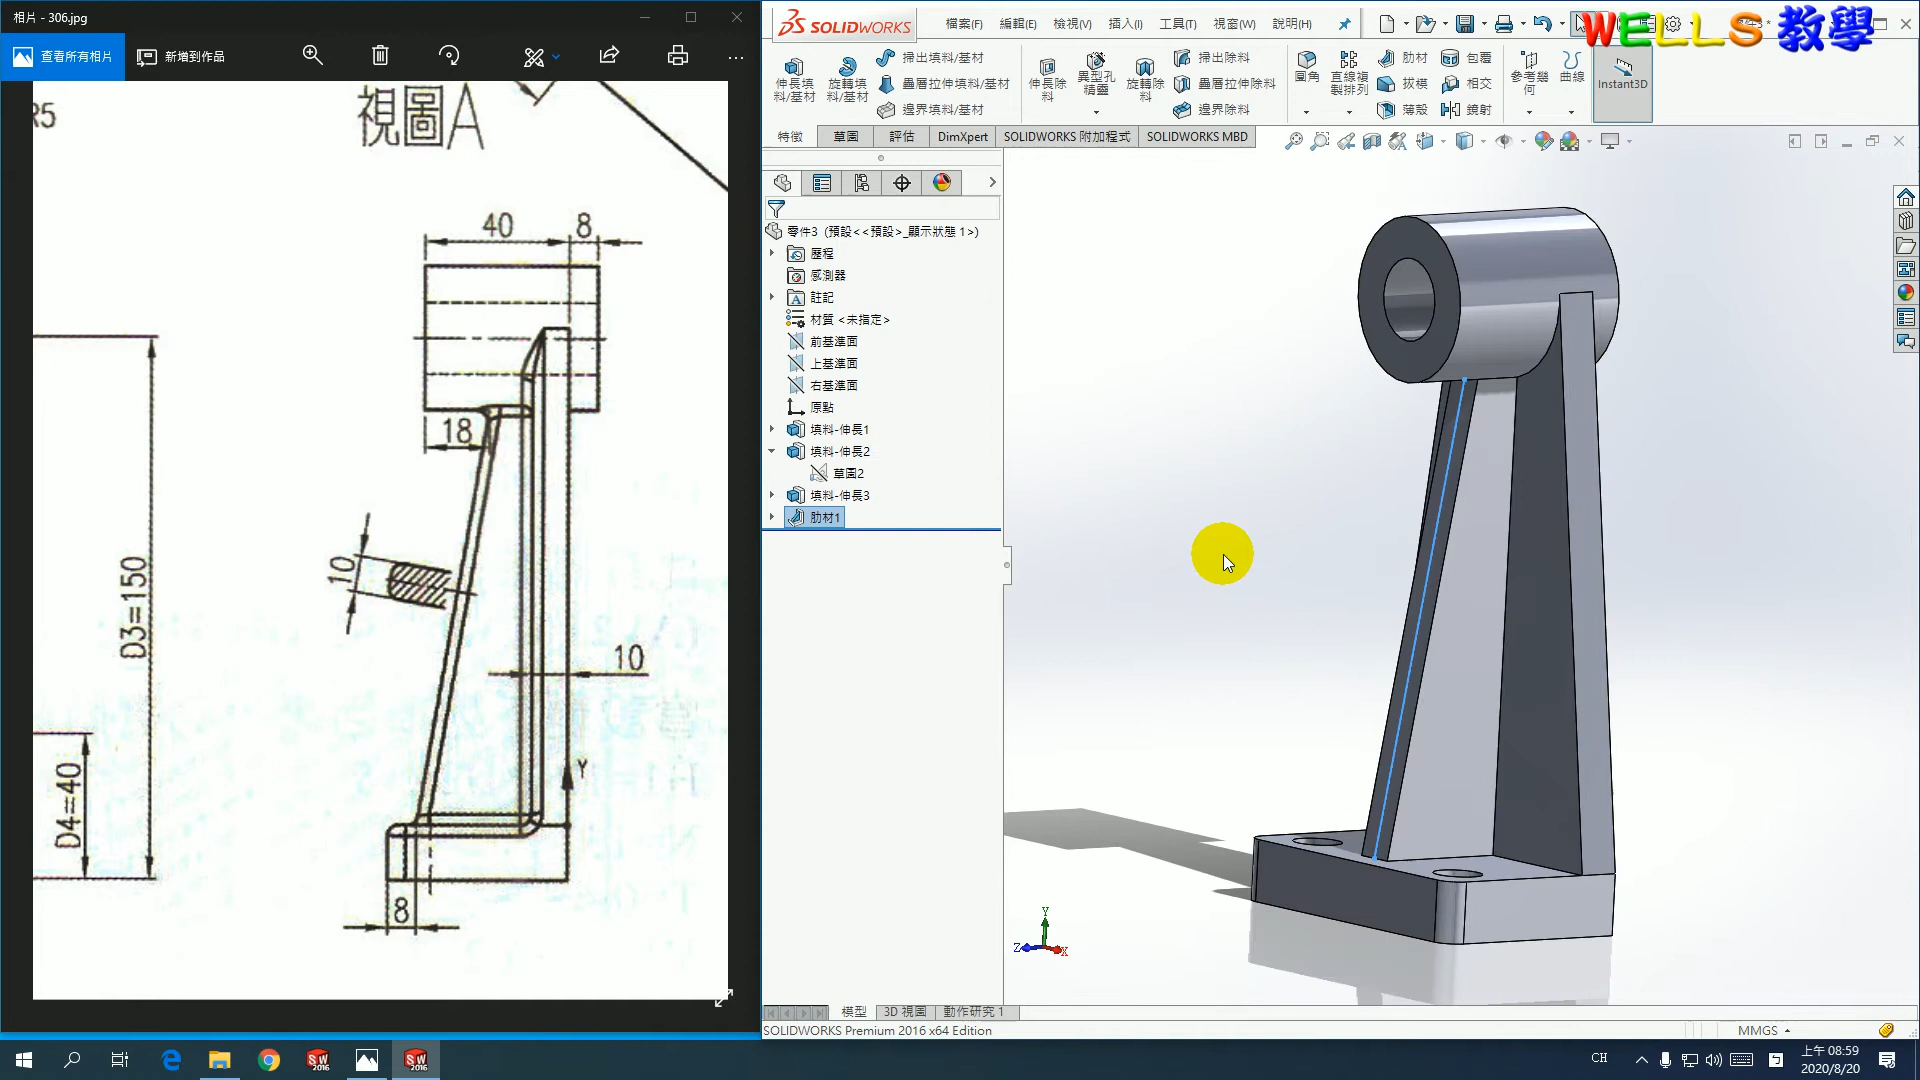 相片 - 306.jpg
查看所有相片
新增到作品
R5
視圖A
40
8
18
10
D3=150
10
D4=40
Y
8
SOLIDWORKS
檔案(F)
編輯(E)
檢視(V)
插入(I)
工具(T)
視窗(W)
說明(H)
WELLS 教學
伸長填料/基材
旋轉填料/基材
掃出填料/基材
疊層拉伸填料/基材
邊界填料/基材
伸長除料
異型孔精靈
旋轉除料
掃出除料
疊層拉伸除料
邊界除料
圓角
直線複製排列
肋材
拔模
薄殼
包覆
相交
鏡射
參考幾何
曲線
Instant3D
特徵
草圖
評估
DimXpert
SOLIDWORKS 附加程式
SOLIDWORKS MBD
零件3 (預設<<預設>_顯示狀態 1>)
歷程
感測器
註記
材質 <未指定>
前基準面
上基準面
右基準面
原點
填料-伸長1
填料-伸長2
草圖2
填料-伸長3
肋材1
Y
Z
X
模型
3D 視圖
動作研究 1
SOLIDWORKS Premium 2016 x64 Edition
MMGS
CH
上午 08:59
2020/8/20